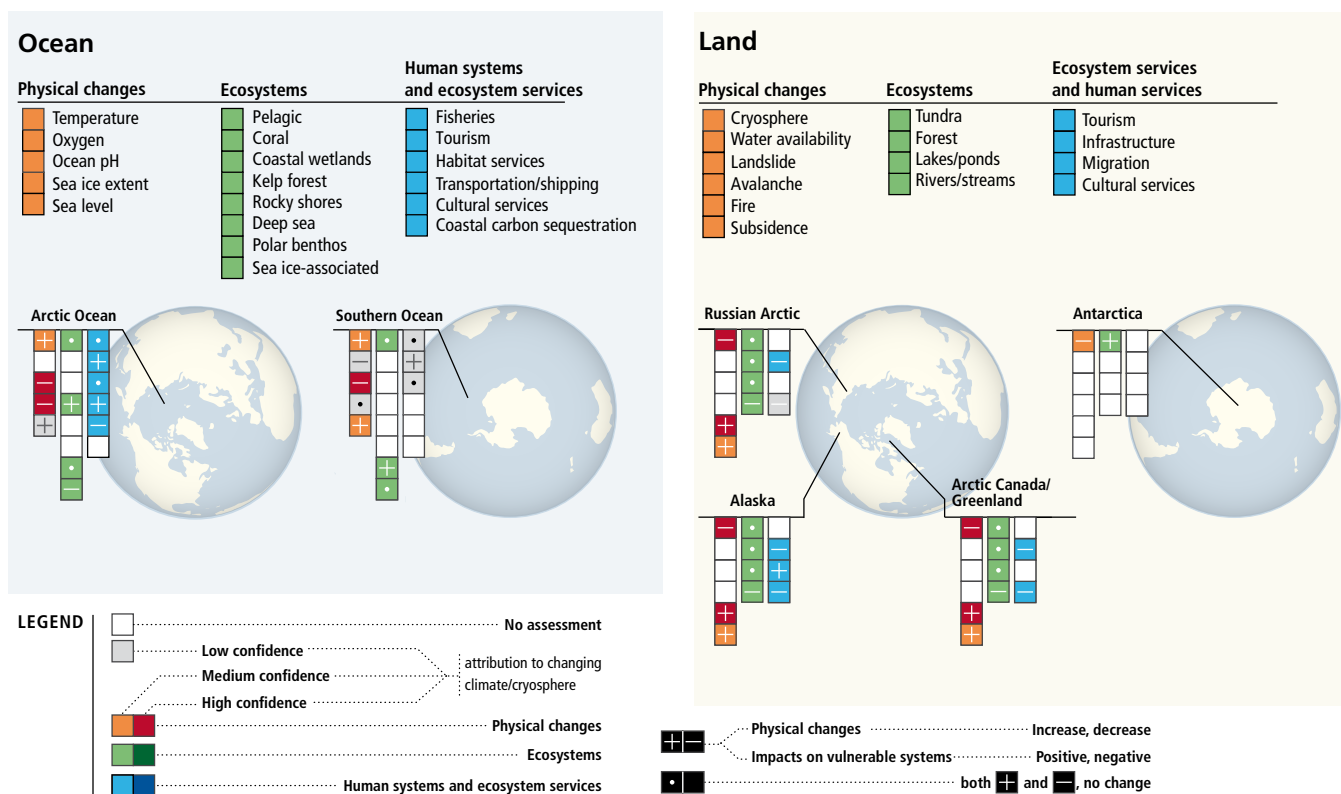 Ocean
Physical changes
Temperature
Oxygen
Ocean pH
Sea ice extent
Sea level
Ecosystems
Pelagic
Coral
Coastal wetlands
Kelp forest
Rocky shores
Deep sea
Polar benthos
Sea ice-associated
Human systems
and ecosystem services
Fisheries
Tourism
Habitat services
Transportation/shipping
Cultural services
Coastal carbon sequestration
Arctic Ocean
Southern Ocean
Land
Physical changes
Cryosphere
Water availability
Landslide
Avalanche
Fire
Subsidence
Ecosystems
Tundra
Forest
Lakes/ponds
Rivers/streams
Ecosystem services
and human services
Tourism
Infrastructure
Migration
Cultural services
Russian Arctic
Antarctica
Alaska
Arctic Canada/
Greenland
LEGEND
No assessment
Low confidence
Medium confidence
High confidence
attribution to changing
climate/cryosphere
Physical changes
Ecosystems
Human systems and ecosystem services
Physical changes Increase, decrease
Impacts on vulnerable systems Positive, negative
both + and −, no change